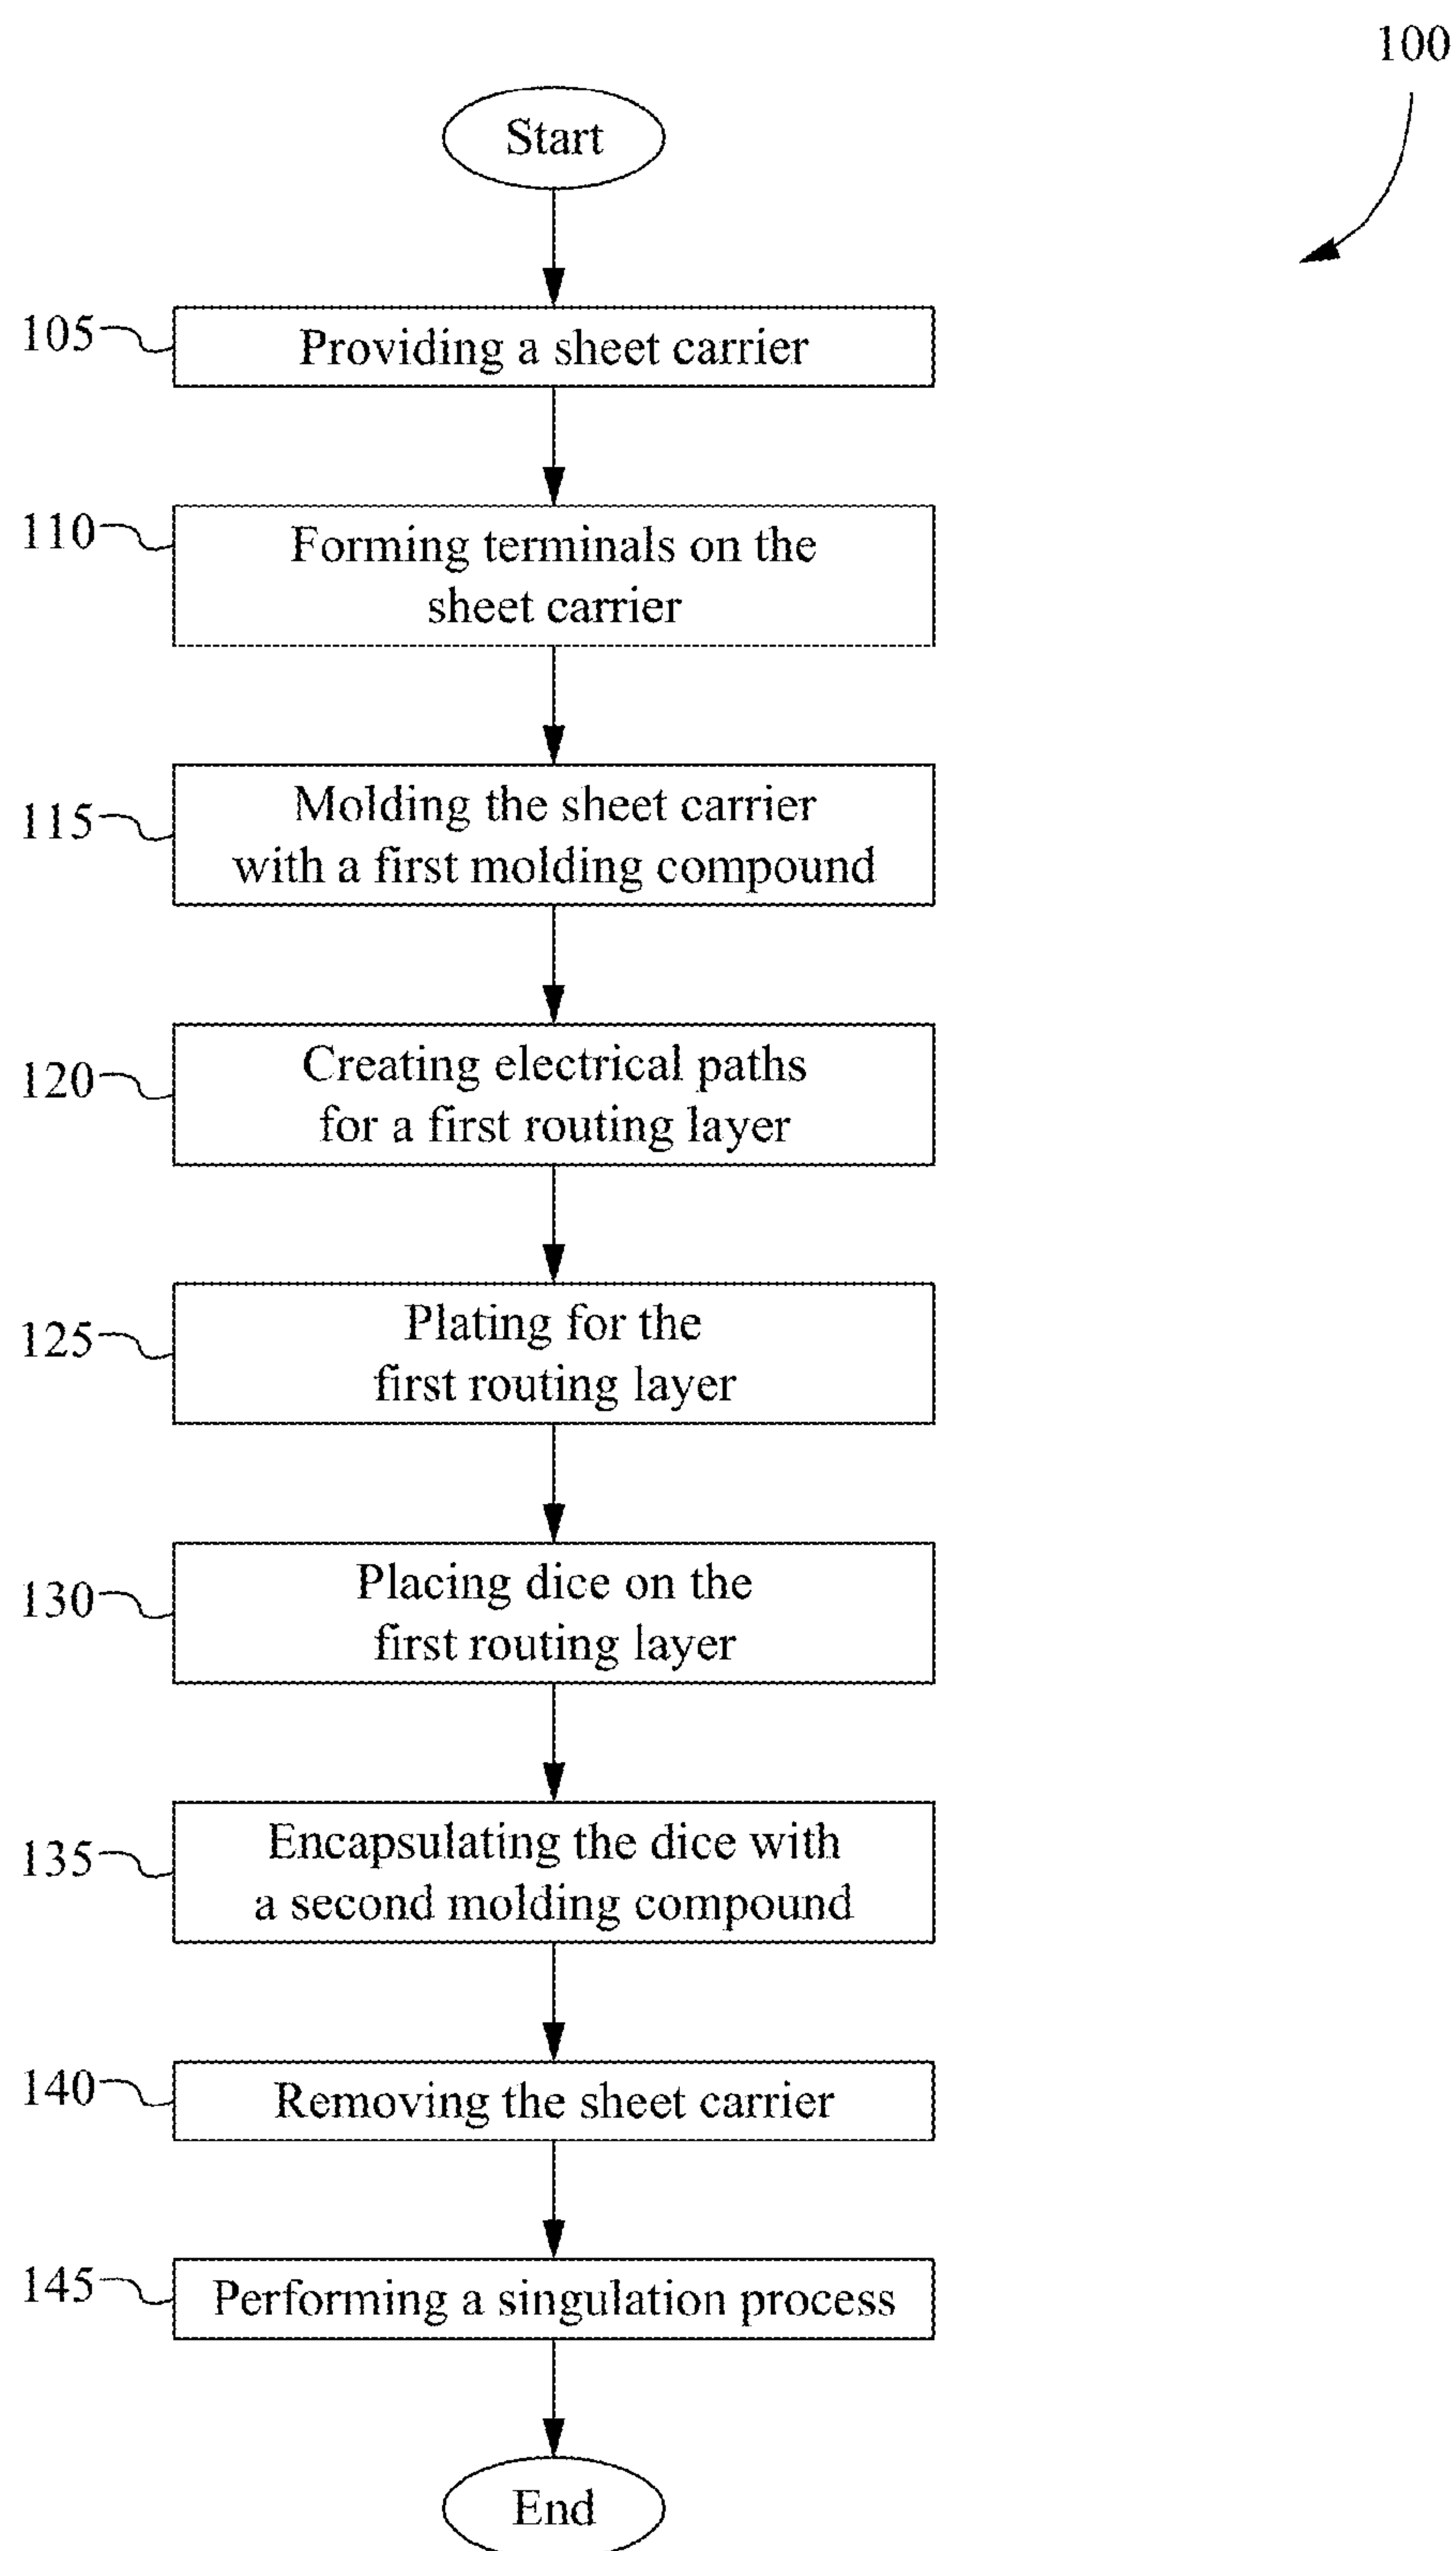 100
Start
105
Providing a sheet carrier
110
Forming terminals on the
sheet carrier
115
Molding the sheet carrier
with a first molding compound
120
Creating electrical paths
for a first routing layer
125
Plating for the
first routing layer
130
Placing dice on the
first routing layer
135
Encapsulating the dice with
a second molding compound
140
Removing the sheet carrier
145
Performing a singulation process
End